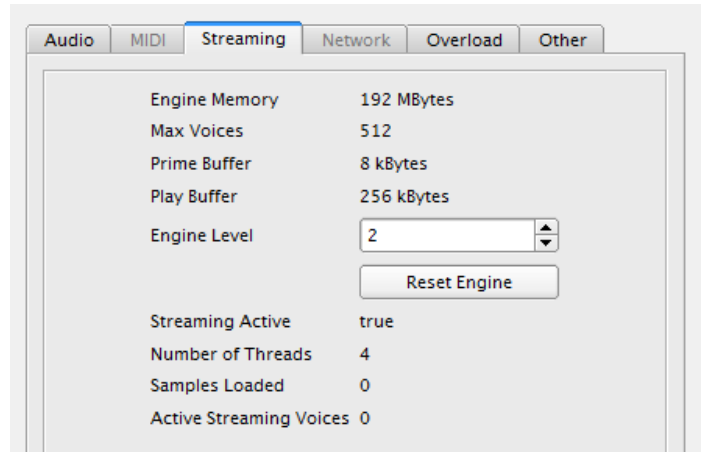 Audio MIDI Streaming Network Overload Other
Engine Memory 192 MBytes
Max Voices 512
Prime Buffer 8 kBytes
Play Buffer 256 kBytes
Engine Level 2
Reset Engine
Streaming Active true
Number of Threads 4
Samples Loaded 0
Active Streaming Voices 0